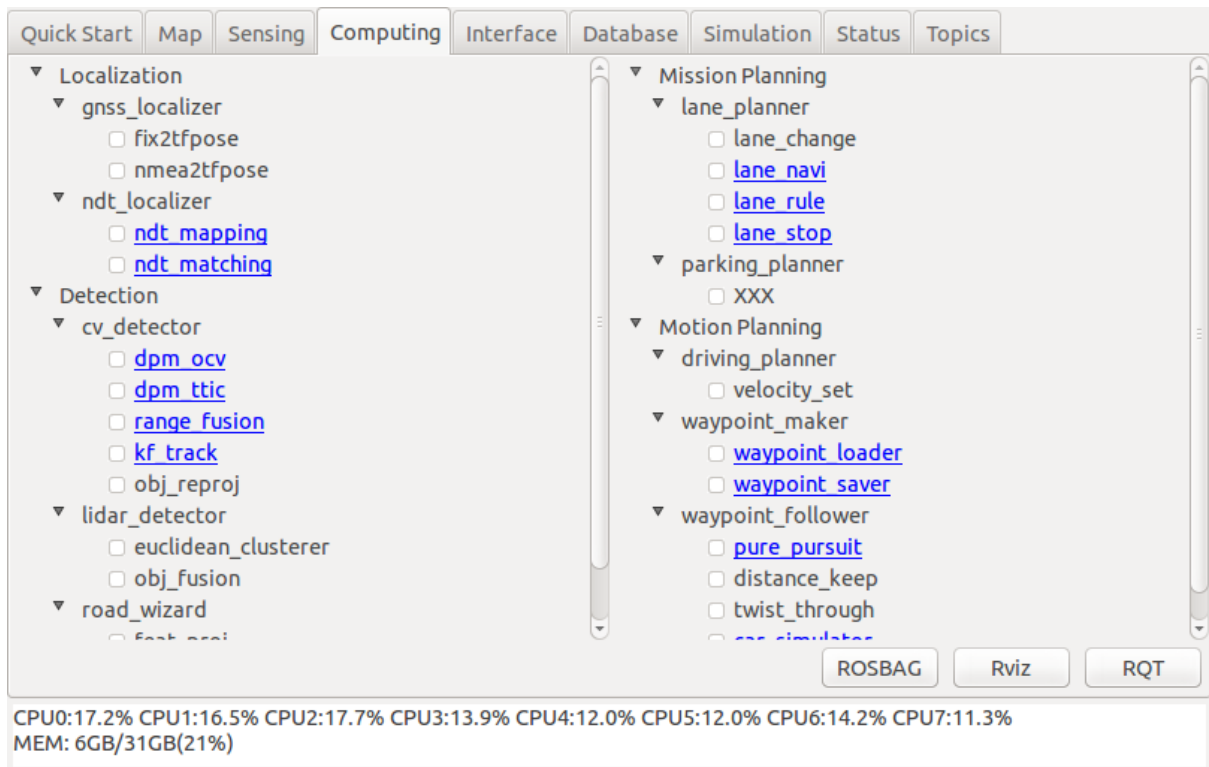 Quick Start Map Sensing Computing Interface Database Simulation Status Topics
Localization
gnss_localizer
fix2tfpose
nmea2tfpose
ndt_localizer
ndt_mapping
ndt_matching
Detection
cv_detector
dpm_ocv
dpm_ttic
range_fusion
kf_track
obj_reproj
lidar_detector
euclidean_clusterer
obj_fusion
road_wizard
feat_proj
Mission Planning
lane_planner
lane_change
lane_navi
lane_rule
lane_stop
parking_planner
XXX
Motion Planning
driving_planner
velocity_set
waypoint_maker
waypoint_loader
waypoint_saver
waypoint_follower
pure_pursuit
distance_keep
twist_through
car_simulator
ROSBAG Rviz RQT
CPU0:17.2% CPU1:16.5% CPU2:17.7% CPU3:13.9% CPU4:12.0% CPU5:12.0% CPU6:14.2% CPU7:11.3%
MEM: 6GB/31GB(21%)